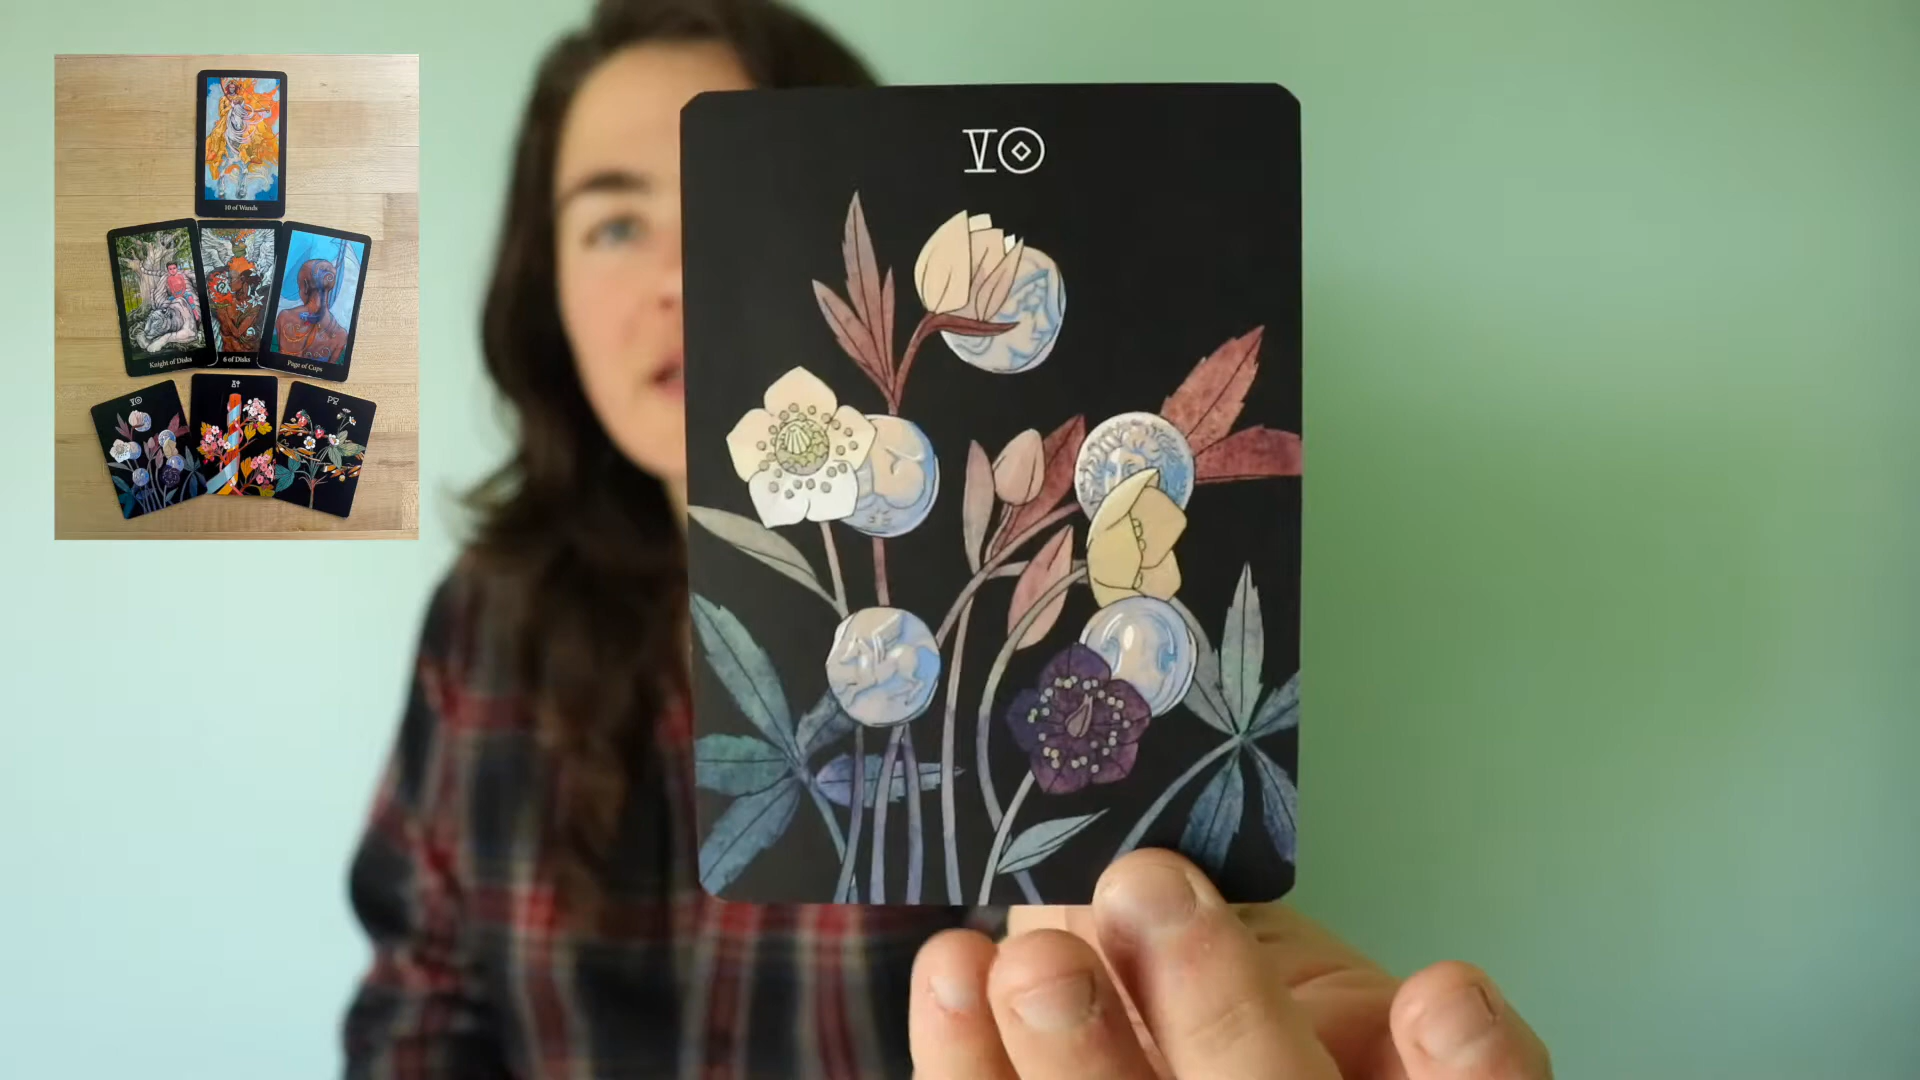 10 of Wands
Knight of Disks
6 of Disks
Page of Cups
V
V